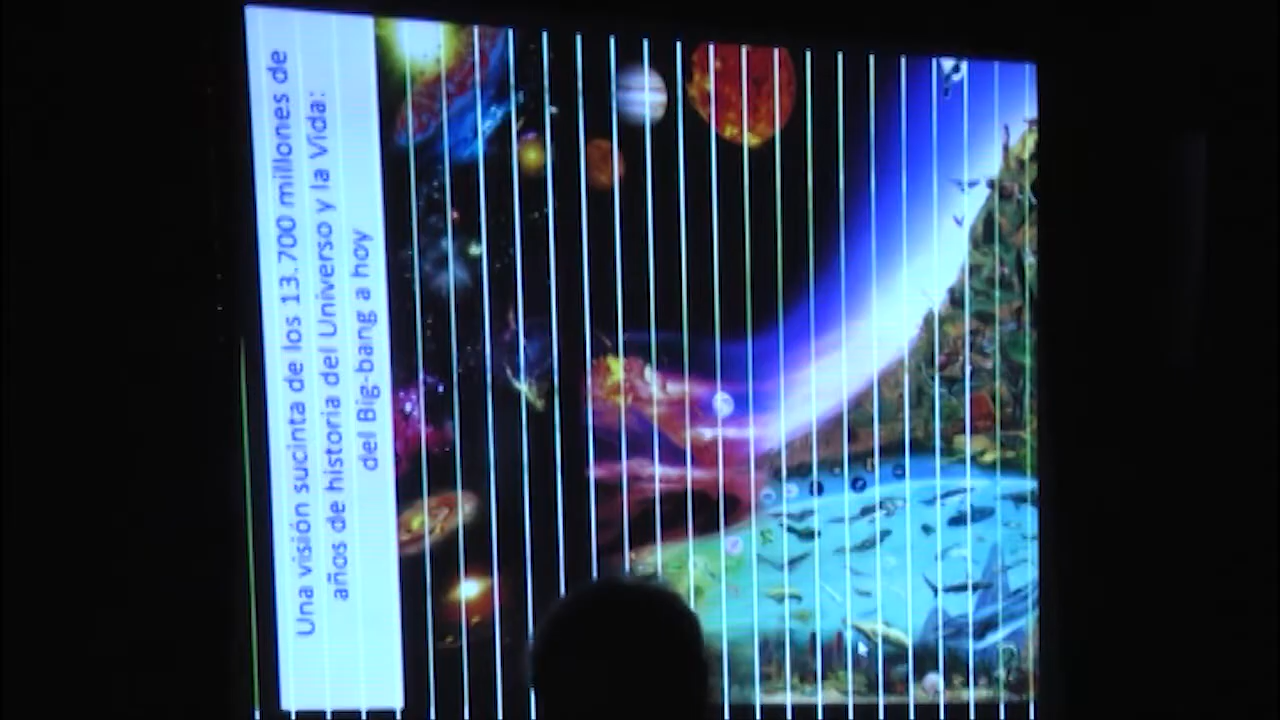 Una visión sucinta de los 13.700 millones de
años de historia del Universo y la Vida:
del Big-bang a hoy